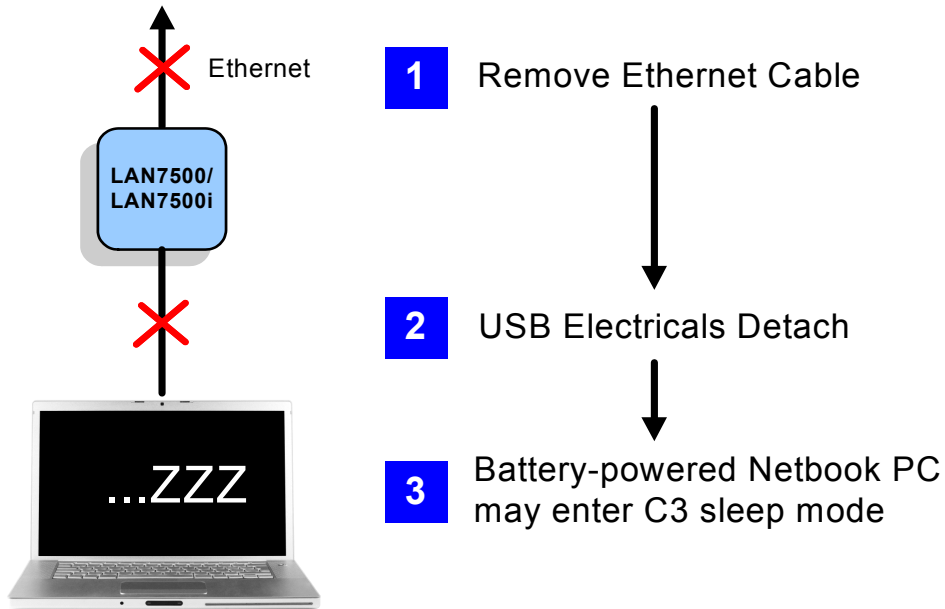 Ethernet
LAN7500/
LAN7500i
...ZZZ
1 Remove Ethernet Cable
2 USB Electricals Detach
3 Battery-powered Netbook PC
may enter C3 sleep mode